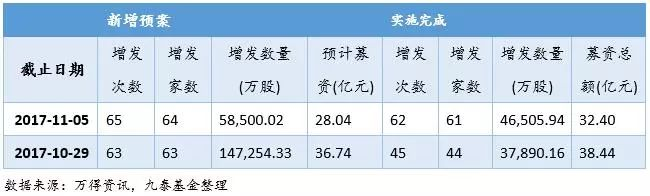 新增预案 实施完成
截止日期 增发次数 增发家数 增发数量(万股) 预计募资(亿元) 增发次数 增发家数 增发数量(万股) 募资总额(亿元)
2017-11-05 65 64 58,500.02 28.04 62 61 46,505.94 32.40
2017-10-29 63 63 147,254.33 36.74 45 44 37,890.16 38.44
数据来源：万得资讯，九泰基金整理